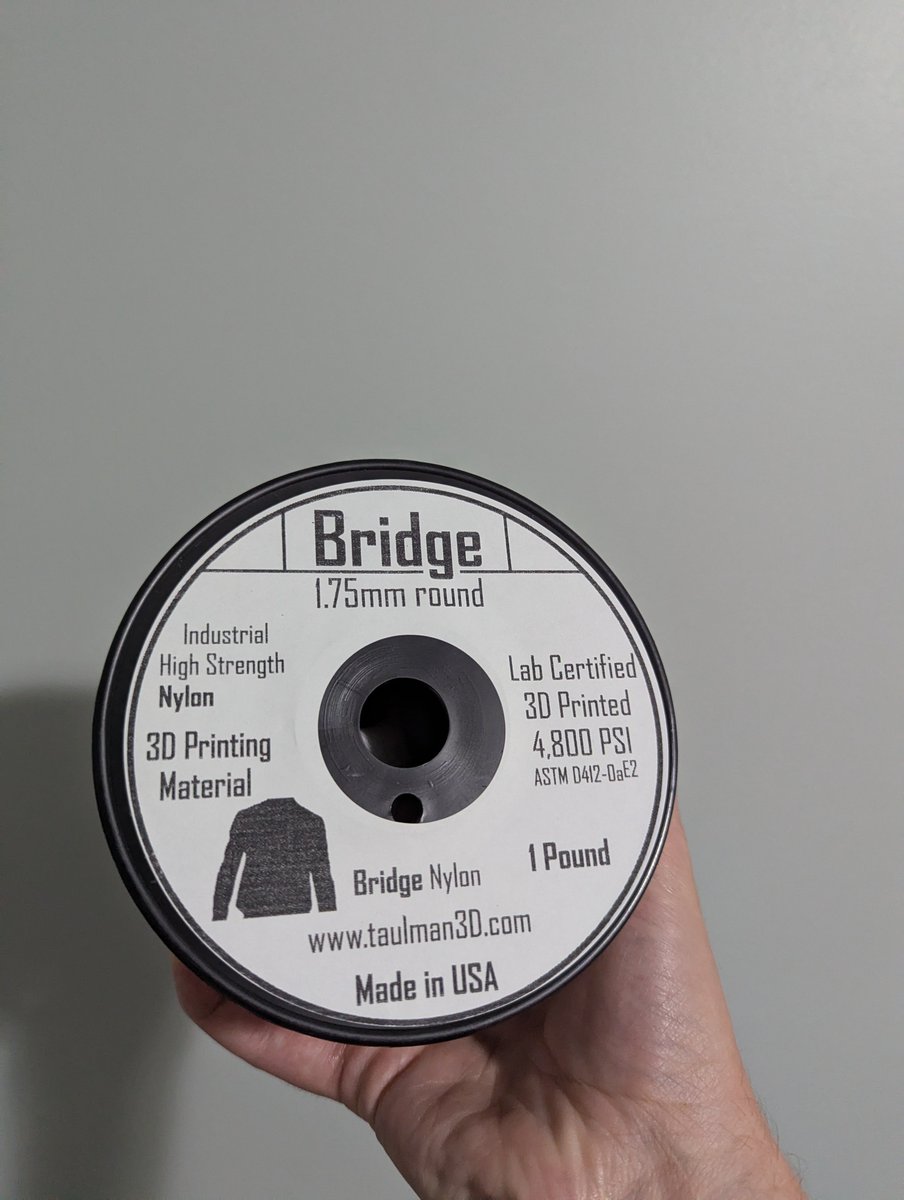 Bridge
1.75mm round
Industrial
High Strength
Nylon
3D Printing
Material
Lab Certified
3D Printed
4,800 PSI
ASTM D412-0aE2
1 Pound
Bridge Nylon
www.taulman3D.com
Made in USA